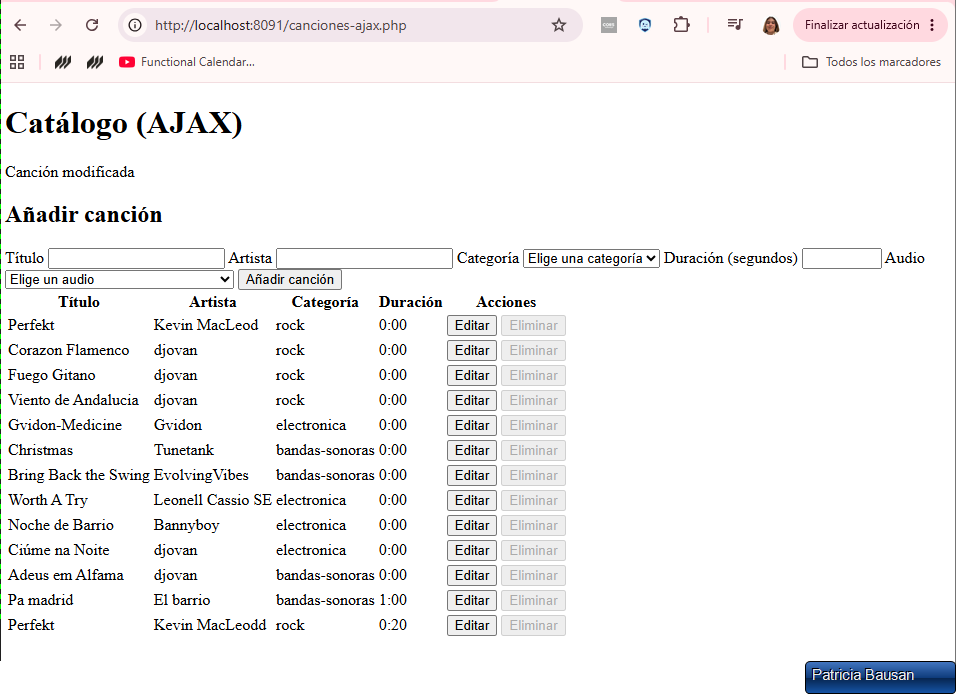 http://localhost:8091/canciones-ajax.php
Finalizar actualización
Functional Calendar...
Todos los marcadores
Catálogo (AJAX)
Canción modificada
Añadir canción
Título Artista Categoría Elige una categoría Duración (segundos) Audio
Elige un audio Añadir canción
Título Artista Categoría Duración Acciones
Perfekt Kevin MacLeod rock 0:00 Editar Eliminar
Corazon Flamenco djovan rock 0:00 Editar Eliminar
Fuego Gitano djovan rock 0:00 Editar Eliminar
Viento de Andalucia djovan rock 0:00 Editar Eliminar
Gvidon-Medicine Gvidon electronica 0:00 Editar Eliminar
Christmas Tunetank bandas-sonoras 0:00 Editar Eliminar
Bring Back the Swing EvolvingVibes bandas-sonoras 0:00 Editar Eliminar
Worth A Try Leonell Cassio SE electronica 0:00 Editar Eliminar
Noche de Barrio Bannyboy electronica 0:00 Editar Eliminar
Ciúme na Noite djovan electronica 0:00 Editar Eliminar
Adeus em Alfama djovan bandas-sonoras 0:00 Editar Eliminar
Pa madrid El barrio bandas-sonoras 1:00 Editar Eliminar
Perfekt Kevin MacLeodd rock 0:20 Editar Eliminar
Patricia Bausan